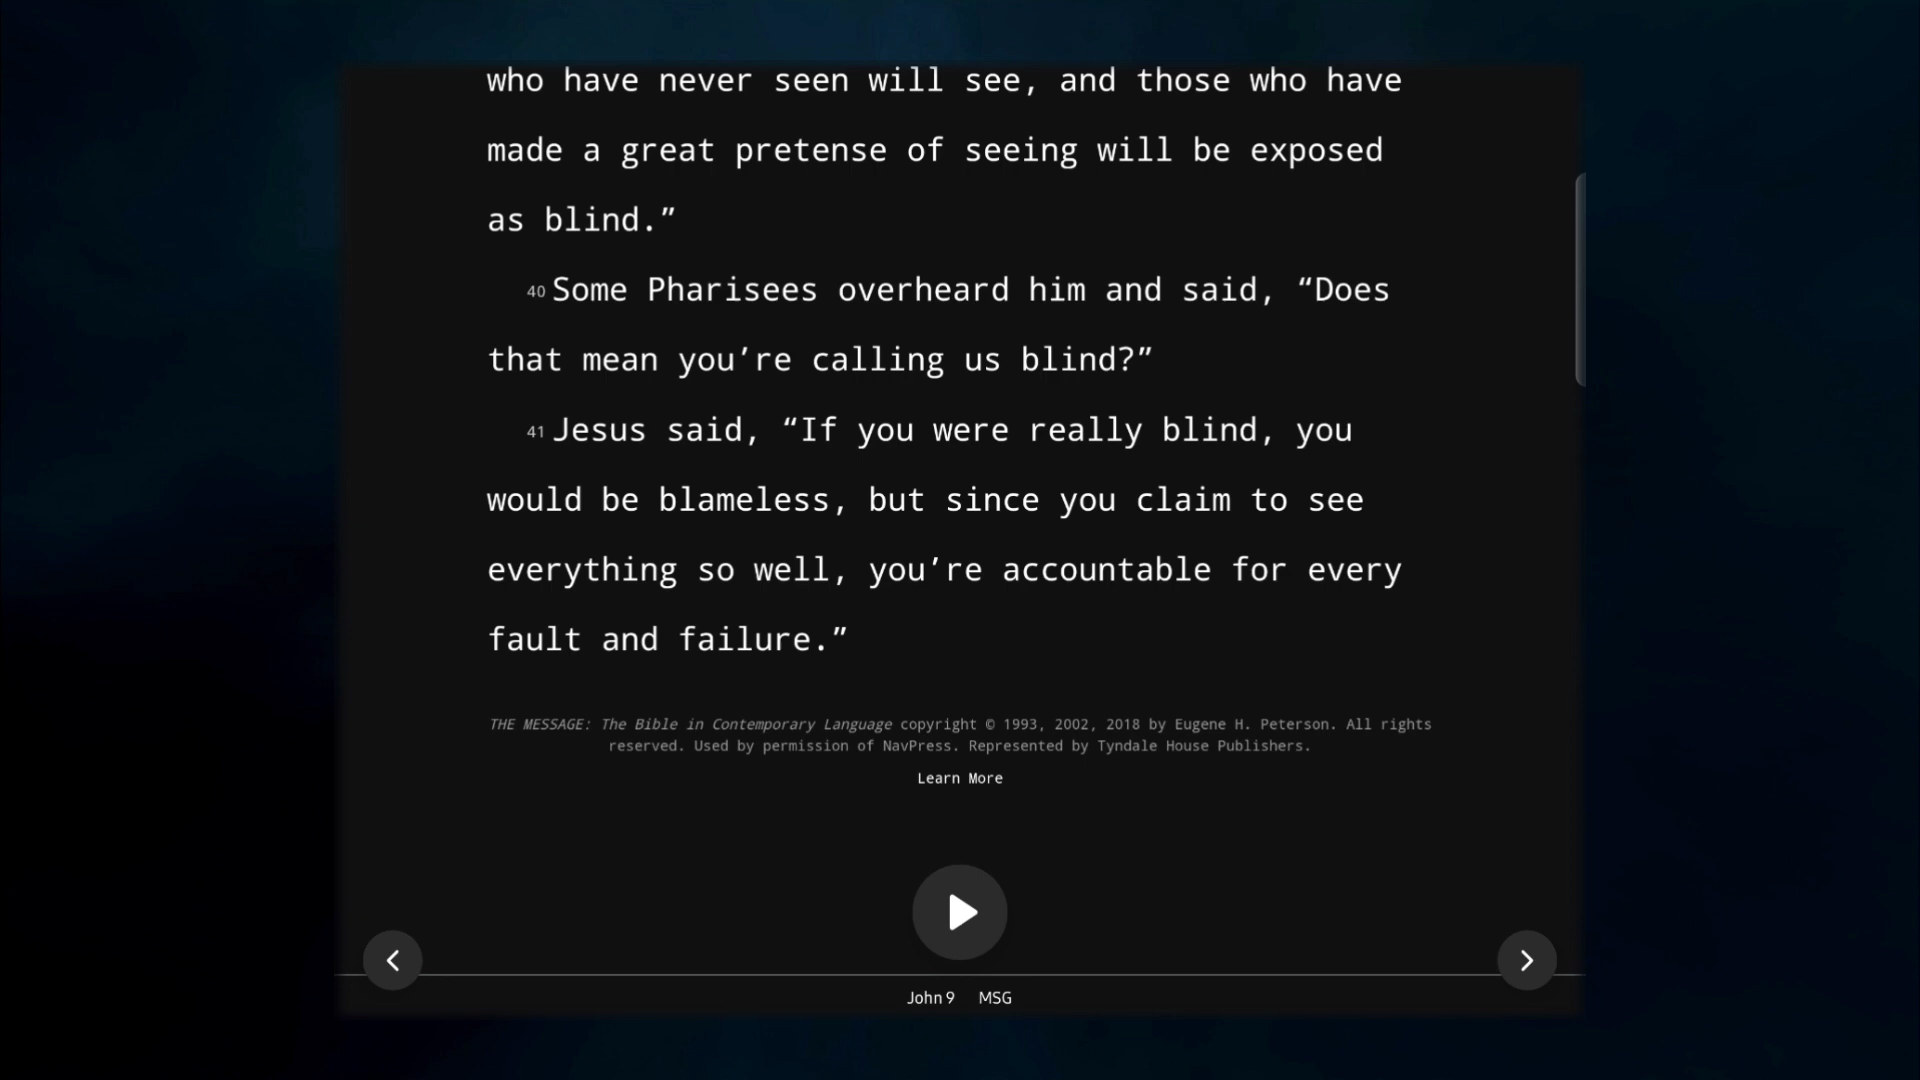 who have never seen will see, and those who have
made a great pretense of seeing will be exposed
as blind.”
40 Some Pharisees overheard him and said, “Does
that mean you’re calling us blind?”
41 Jesus said, “If you were really blind, you
would be blameless, but since you claim to see
everything so well, you’re accountable for every
fault and failure.”
THE MESSAGE: The Bible in Contemporary Language copyright © 1993, 2002, 2018 by Eugene H. Peterson. All rights
reserved. Used by permission of NavPress. Represented by Tyndale House Publishers.
Learn More
John 9 MSG